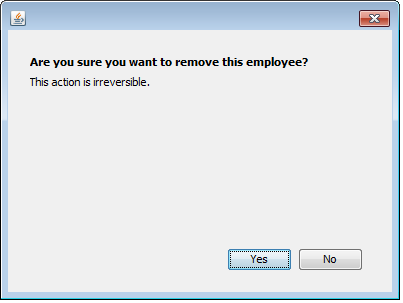 Are you sure you want to remove this employee?
This action is irreversible.
Yes No